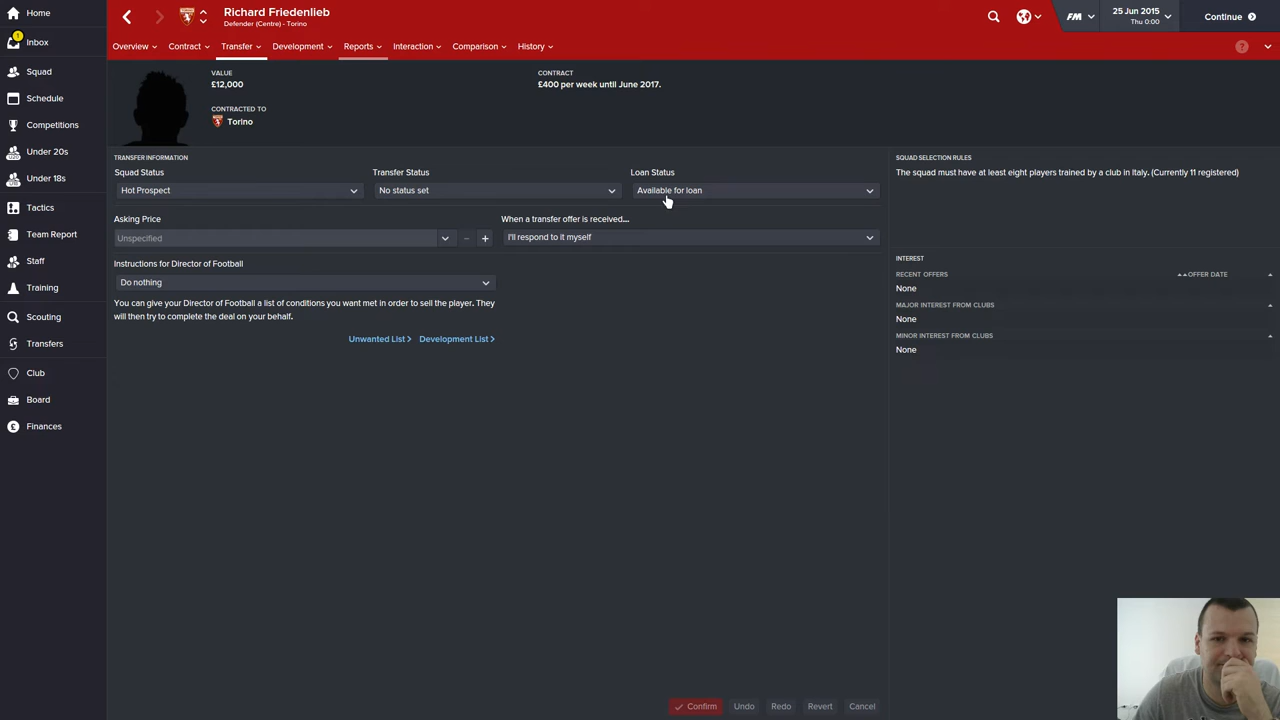 Home
Richard Friedenlieb
Defender (Centre) - Torino
FM
25 Jun 2015
Thu 0:00
Continue
1
Inbox
Overview
Contract
Transfer
Development
Reports
Interaction
Comparison
History
?
Squad
Schedule
Competitions
Under 20s
Under 18s
Tactics
Team Report
Staff
Training
Scouting
Transfers
Club
Board
Finances
VALUE
£12,000
CONTRACT
£400 per week until June 2017.
CONTRACTED TO
Torino
TRANSFER INFORMATION
Squad Status
Transfer Status
Loan Status
Hot Prospect
No status set
Available for loan
Asking Price
When a transfer offer is received...
Unspecified
I'll respond to it myself
Instructions for Director of Football
Do nothing
You can give your Director of Football a list of conditions you want met in order to sell the player. They
will then try to complete the deal on your behalf.
Unwanted List >
Development List >
SQUAD SELECTION RULES
The squad must have at least eight players trained by a club in Italy. (Currently 11 registered)
INTEREST
RECENT OFFERS
OFFER DATE
None
MAJOR INTEREST FROM CLUBS
None
MINOR INTEREST FROM CLUBS
None
Confirm
Undo
Redo
Revert
Cancel